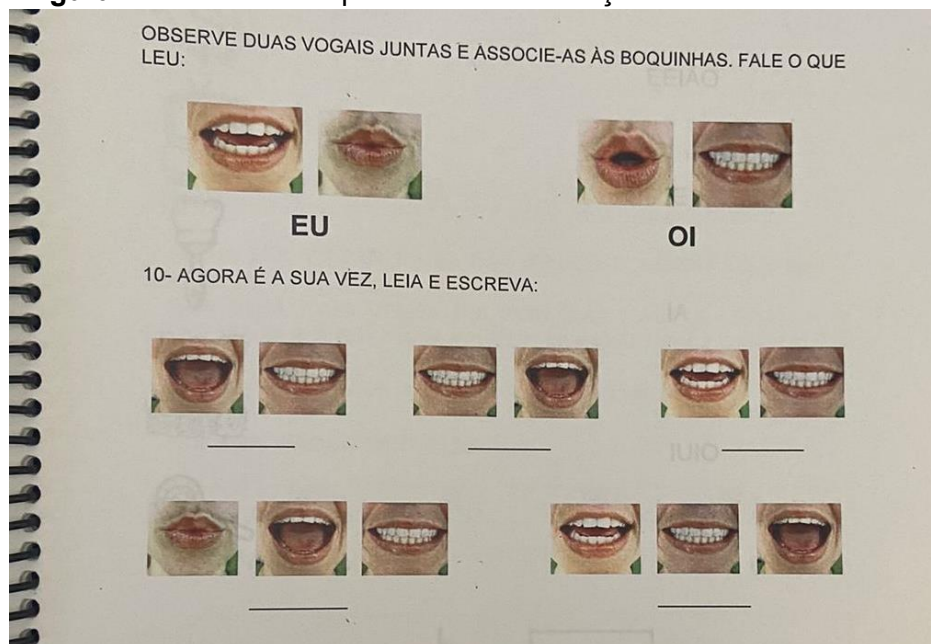 OBSERVE DUAS VOGAIS JUNTAS E ASSOCIE-AS ÀS BOQUINHAS. FALE O QUE
LEU:
EU
OI
10- AGORA É A SUA VEZ, LEIA E ESCREVA: